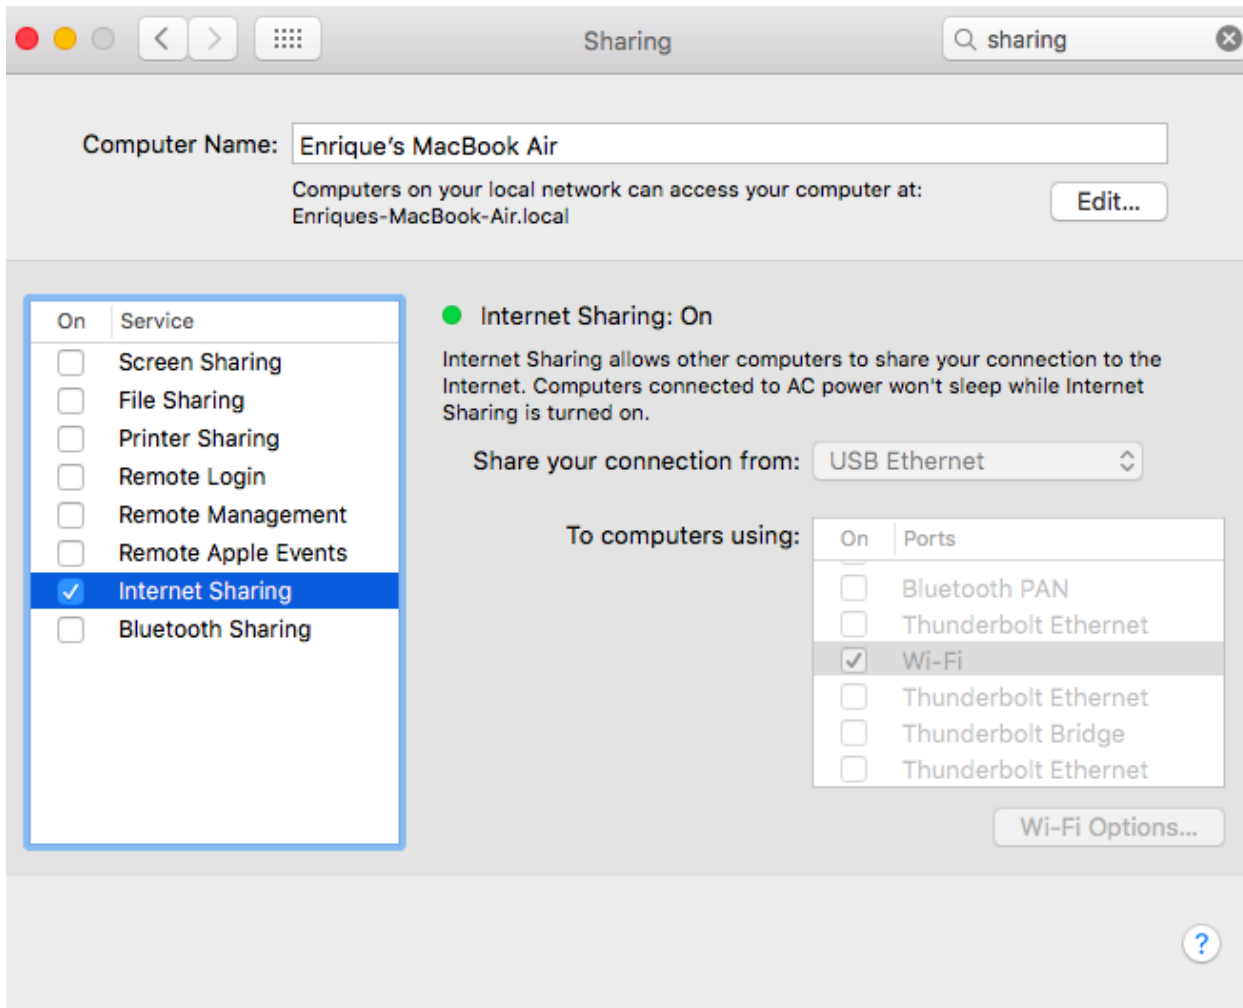 Sharing
sharing
Computer Name: Enrique's MacBook Air
Computers on your local network can access your computer at:
Enriques-MacBook-Air.local
Edit...
On Service
Screen Sharing
File Sharing
Printer Sharing
Remote Login
Remote Management
Remote Apple Events
Internet Sharing
Bluetooth Sharing
Internet Sharing: On
Internet Sharing allows other computers to share your connection to the
Internet. Computers connected to AC power won't sleep while Internet
Sharing is turned on.
Share your connection from: USB Ethernet
To computers using:
On Ports
Bluetooth PAN
Thunderbolt Ethernet
Wi-Fi
Thunderbolt Ethernet
Thunderbolt Bridge
Thunderbolt Ethernet
Wi-Fi Options...
?